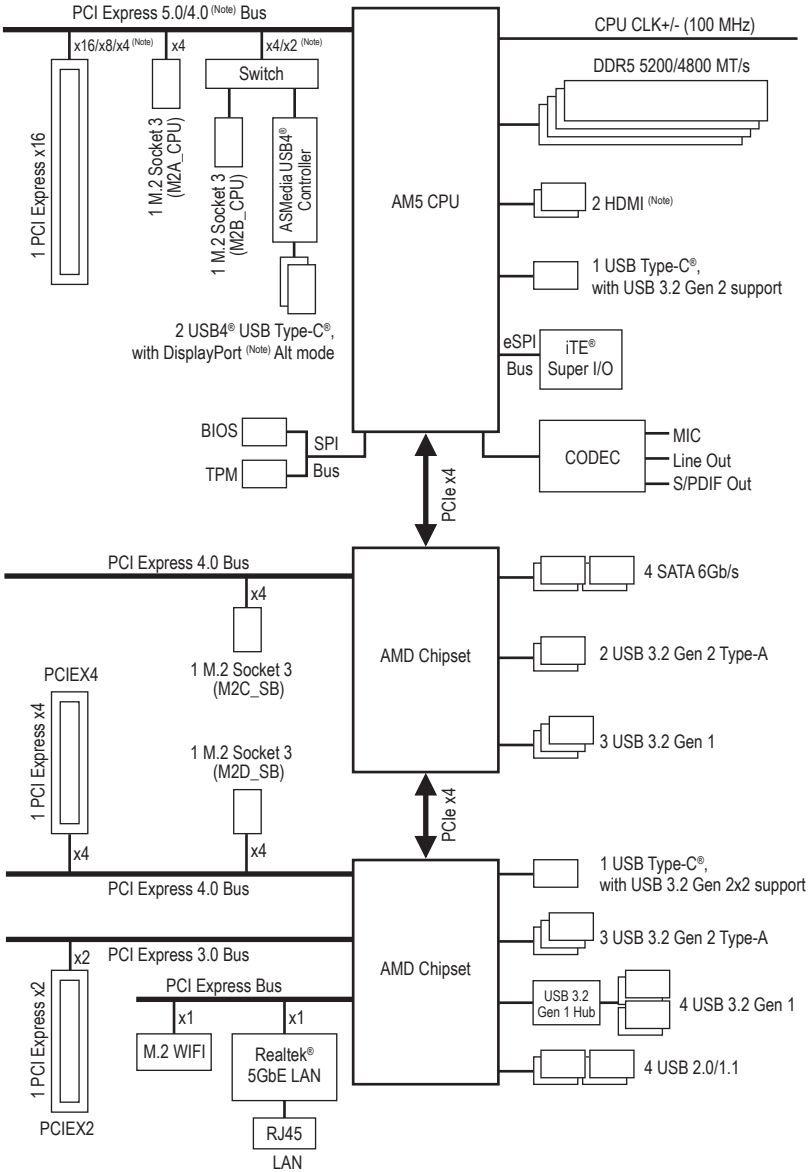 PCI Express 5.0/4.0 (Note) Bus
CPU CLK+/- (100 MHz)
x16/x8/x4 (Note)
x4
x4/x2 (Note)
DDR5 5200/4800 MT/s
Switch
1 PCI Express x16
1 M.2 Socket 3
(M2A_CPU)
1 M.2 Socket 3
(M2B_CPU)
ASMedia USB4®
Controller
AM5 CPU
2 HDMI (Note)
1 USB Type-C®,
with USB 3.2 Gen 2 support
2 USB4® USB Type-C®,
with DisplayPort (Note) Alt mode
eSPI
Bus
iTE®
Super I/O
BIOS
TPM
SPI
Bus
PCIe x4
CODEC
MIC
Line Out
S/PDIF Out
PCI Express 4.0 Bus
x4
1 M.2 Socket 3
(M2C_SB)
AMD Chipset
4 SATA 6Gb/s
2 USB 3.2 Gen 2 Type-A
3 USB 3.2 Gen 1
PCIEX4
1 PCI Express x4
1 M.2 Socket 3
(M2D_SB)
x4
x4
PCIe x4
PCI Express 4.0 Bus
1 USB Type-C®,
with USB 3.2 Gen 2x2 support
PCI Express 3.0 Bus
x2
1 PCI Express x2
PCIEX2
PCI Express Bus
x1
x1
M.2 WIFI
Realtek®
5GbE LAN
RJ45
LAN
AMD Chipset
3 USB 3.2 Gen 2 Type-A
USB 3.2
Gen 1 Hub
4 USB 3.2 Gen 1
4 USB 2.0/1.1